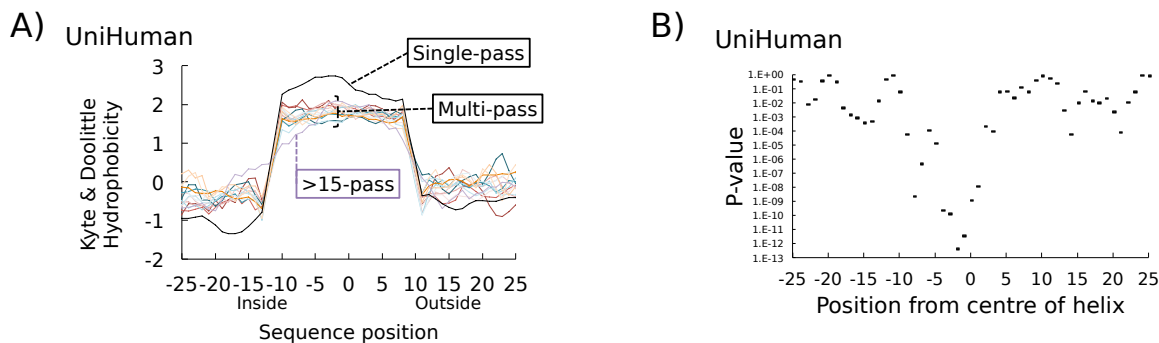 A)
UniHuman
Kyte & Doolittle
Hydrophobicity
3
2
1
0
-1
-2
Single-pass
Multi-pass
>15-pass
-25 -20 -15 -10 -5 0 5 10 15 20 25
Inside Outside
Sequence position
B)
UniHuman
P-value
1.E+00
1.E-01
1.E-02
1.E-03
1.E-04
1.E-05
1.E-06
1.E-07
1.E-08
1.E-09
1.E-10
1.E-11
1.E-12
1.E-13
-25 -20 -15 -10 -5 0 5 10 15 20 25
Position from centre of helix